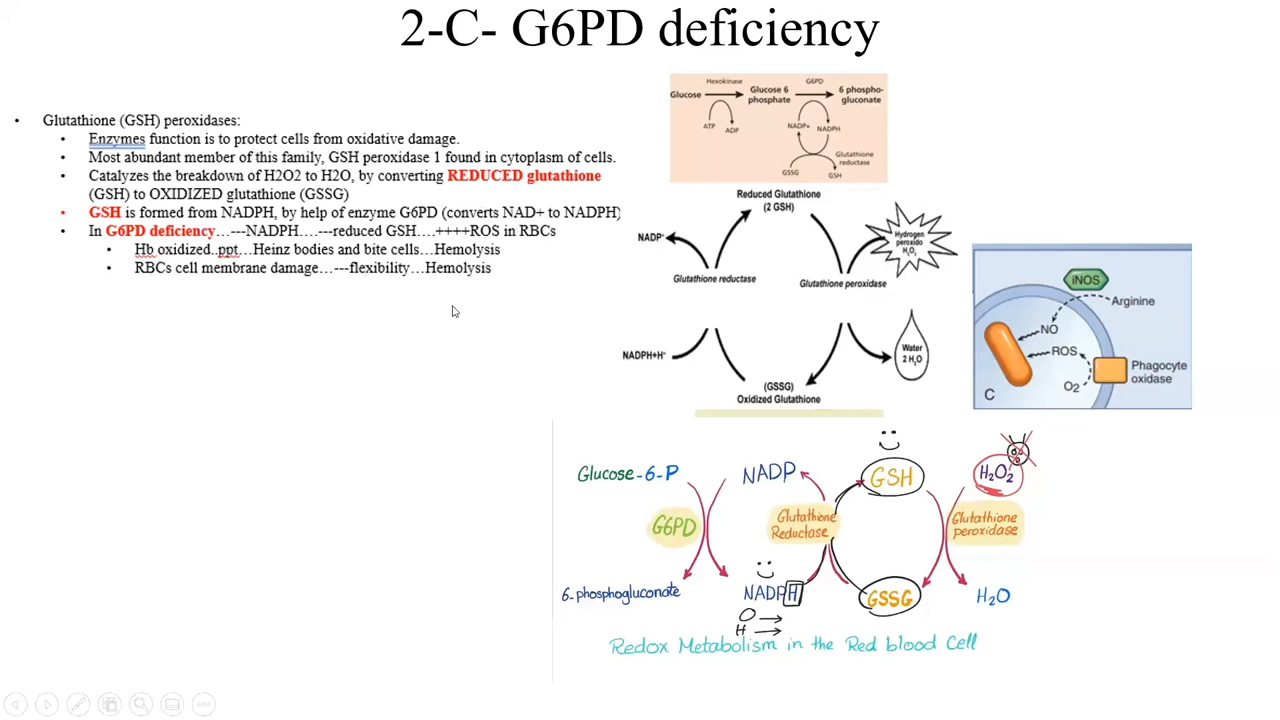 2-C- G6PD deficiency
• Glutathione (GSH) peroxidases:
• Enzymes function is to protect cells from oxidative damage.
• Most abundant member of this family, GSH peroxidase 1 found in cytoplasm of cells.
• Catalyzes the breakdown of H2O2 to H2O, by converting REDUCED glutathione
(GSH) to OXIDIZED glutathione (GSSG)
• GSH is formed from NADPH, by help of enzyme G6PD (converts NAD+ to NADPH)
• In G6PD deficiency…---NADPH….---reduced GSH….++++ROS in RBCs
• Hb oxidized..ppt…Heinz bodies and bite cells…Hemolysis
• RBCs cell membrane damage…---flexibility…Hemolysis
Hexokinase
G6PD
Glucose
Glucose 6
phosphate
6 phospho-
gluconate
ATP
ADP
NADP+
NADPH
Glutathione
reductase
GSSG
GSH
Reduced Glutathione
(2 GSH)
NADP+
Hydrogen
peroxido
H2O2
Glutathione reductase
Glutathione peroxidase
NADPH+H+
Water
2 H2O
(GSSG)
Oxidized Glutathione
iNOS
Arginine
NO
ROS
O2
Phagocyte
oxidase
C
Glucose-6-P
NADP
GSH
H2O2
G6PD
Glutathione
Reductase
Glutathione
peroxidase
6-phosphogluconate
NADPH
GSSG
H2O
O
H
Redox Metabolism in the Red blood Cell